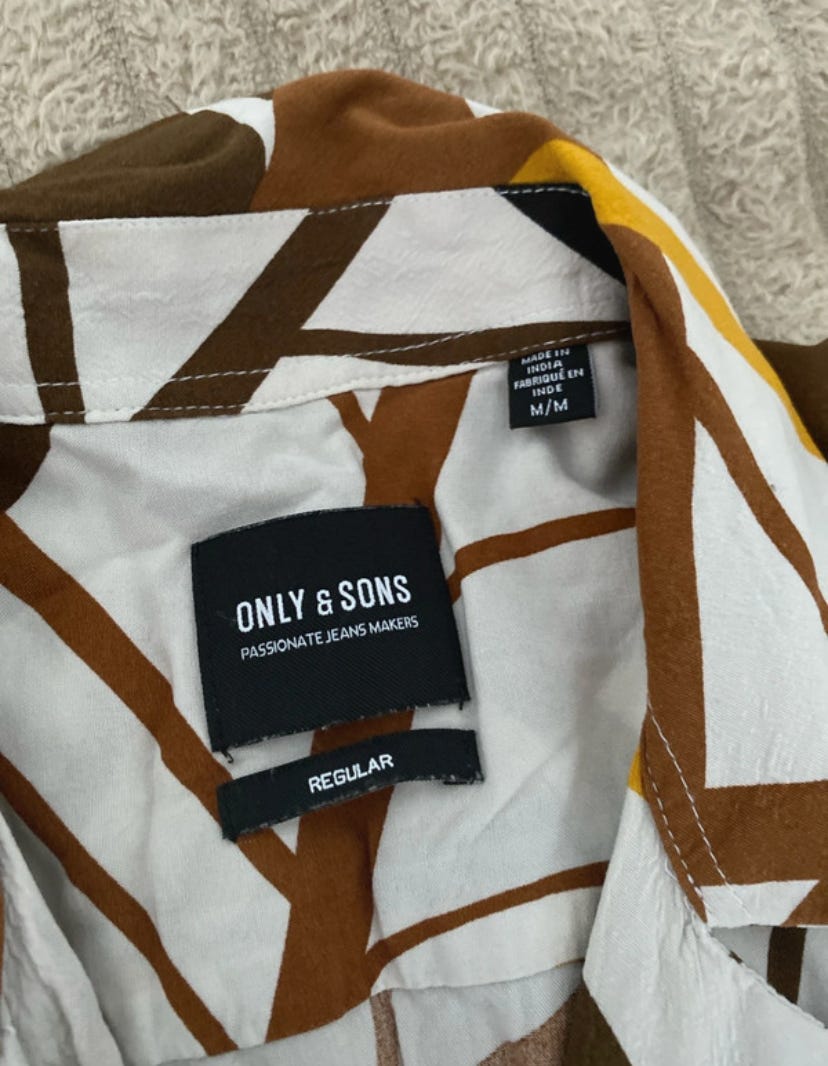 MADE IN
INDIA
FABRIQUÉ EN
INDE
M/M
ONLY & SONS
PASSIONATE JEANS MAKERS
REGULAR